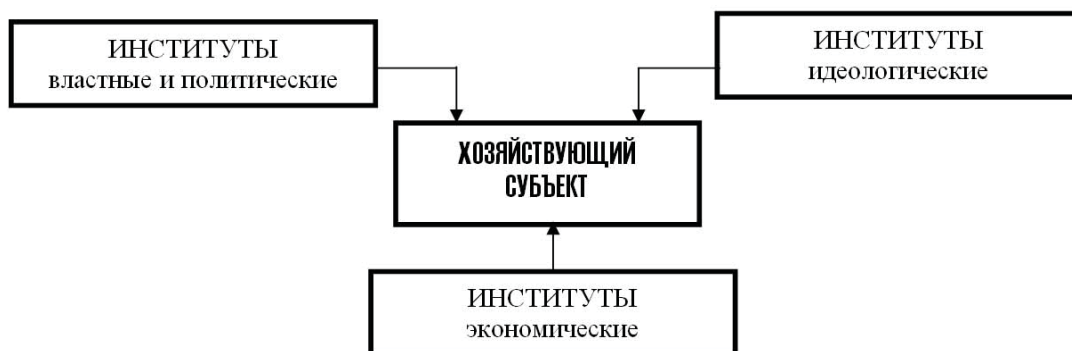 ИНСТИТУТЫ
властные и политические
ИНСТИТУТЫ
идеологические
ХОЗЯЙСТВУЮЩИЙ
СУБЪЕКТ
ИНСТИТУТЫ
экономические